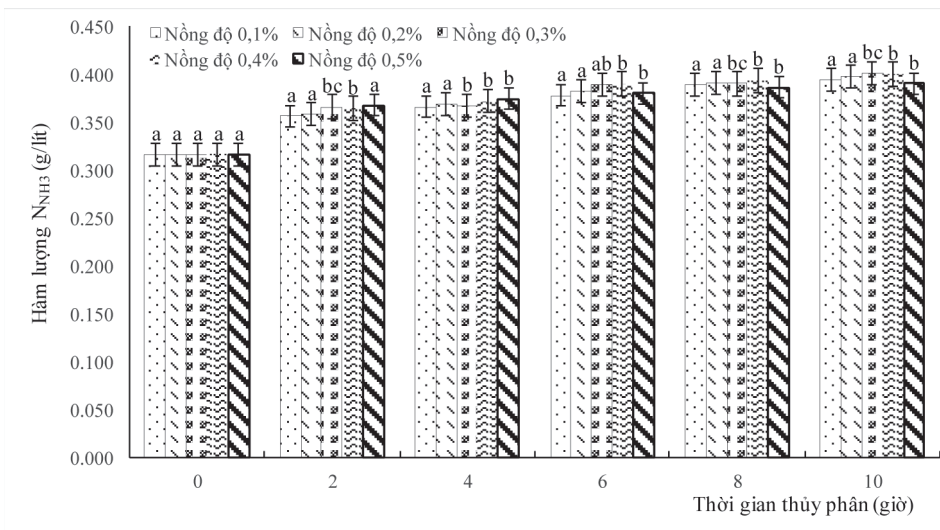 Hàm lượng N_NH3 (g/lít)
0.450
0.400
0.350
0.300
0.250
0.200
0.150
0.100
0.050
0.000
Nồng độ 0,1% Nồng độ 0,2% Nồng độ 0,3%
Nồng độ 0,4% Nồng độ 0,5%
a a a a a
a a bc b a
a a b b b
a a ab b b
a a bc b b
a a bc b b
0 2 4 6 8 10
Thời gian thủy phân (giờ)